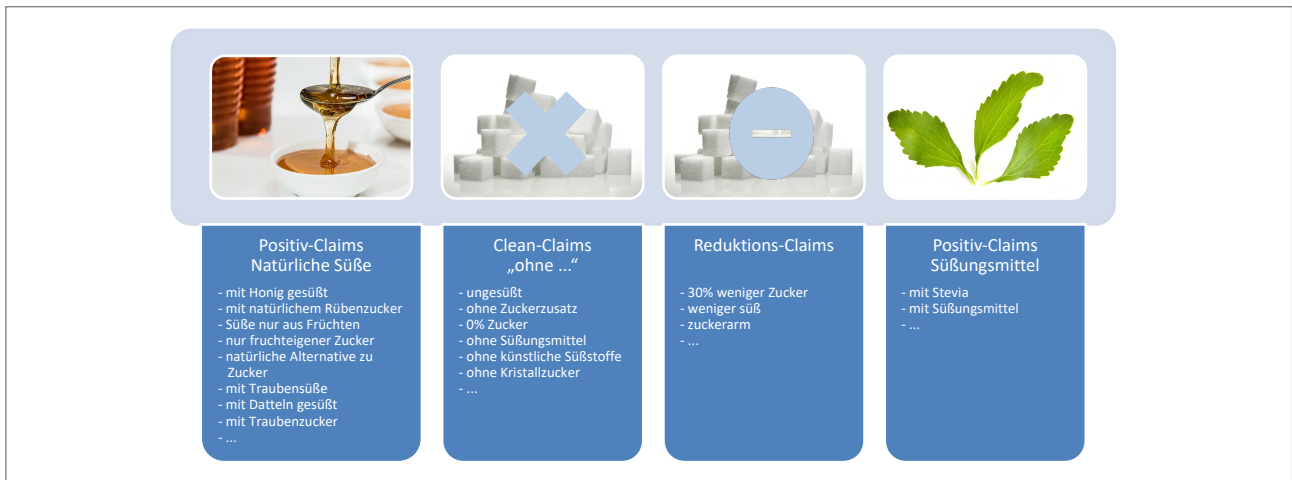 Positiv-Claims
Natürliche Süße
- mit Honig gesüßt
- mit natürlichem Rübenzucker
- Süße nur aus Früchten
- nur fruchteigener Zucker
- natürliche Alternative zu
Zucker
- mit Traubensüße
- mit Datteln gesüßt
- mit Traubenzucker
- ...
Clean-Claims
„ohne ...“
- ungesüßt
- ohne Zuckerzusatz
- 0% Zucker
- ohne Süßungsmittel
- ohne künstliche Süßstoffe
- ohne Kristallzucker
- ...
Reduktions-Claims
- 30% weniger Zucker
- weniger süß
- zuckerarm
- ...
Positiv-Claims
Süßungsmittel
- mit Stevia
- mit Süßungsmittel
- ...